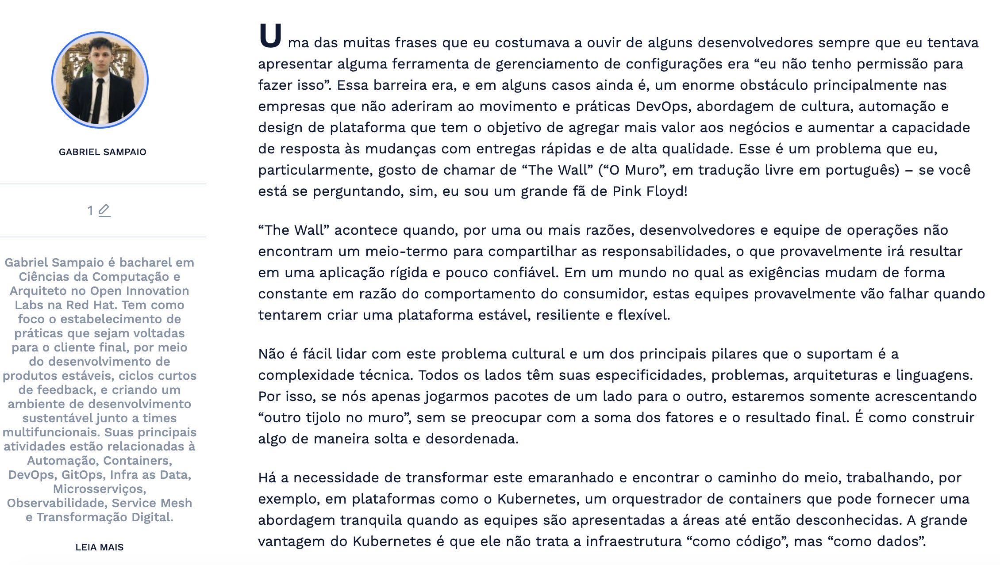 GABRIEL SAMPAIO
1
Gabriel Sampaio é bacharel em
Ciências da Computação e
Arquiteto no Open Innovation
Labs na Red Hat. Tem como
foco o estabelecimento de
práticas que sejam voltadas
para o cliente final, por meio
do desenvolvimento de
produtos estáveis, ciclos curtos
de feedback, e criando um
ambiente de desenvolvimento
sustentável junto a times
multifuncionais. Suas principais
atividades estão relacionadas à
Automação, Containers,
DevOps, GitOps, Infra as Data,
Microsserviços,
Observabilidade, Service Mesh
e Transformação Digital.
LEIA MAIS
Uma das muitas frases que eu costumava a ouvir de alguns desenvolvedores sempre que eu tentava
apresentar alguma ferramenta de gerenciamento de configurações era “eu não tenho permissão para
fazer isso”. Essa barreira era, e em alguns casos ainda é, um enorme obstáculo principalmente nas
empresas que não aderiram ao movimento e práticas DevOps, abordagem de cultura, automação e
design de plataforma que tem o objetivo de agregar mais valor aos negócios e aumentar a capacidade
de resposta às mudanças com entregas rápidas e de alta qualidade. Esse é um problema que eu,
particularmente, gosto de chamar de “The Wall” (“O Muro”, em tradução livre em português) – se você
está se perguntando, sim, eu sou um grande fã de Pink Floyd!
“The Wall” acontece quando, por uma ou mais razões, desenvolvedores e equipe de operações não
encontram um meio-termo para compartilhar as responsabilidades, o que provavelmente irá resultar
em uma aplicação rígida e pouco confiável. Em um mundo no qual as exigências mudam de forma
constante em razão do comportamento do consumidor, estas equipes provavelmente vão falhar quando
tentarem criar uma plataforma estável, resiliente e flexível.
Não é fácil lidar com este problema cultural e um dos principais pilares que o suportam é a
complexidade técnica. Todos os lados têm suas especificidades, problemas, arquiteturas e linguagens.
Por isso, se nós apenas jogarmos pacotes de um lado para o outro, estaremos somente acrescentando
“outro tijolo no muro”, sem se preocupar com a soma dos fatores e o resultado final. É como construir
algo de maneira solta e desordenada.
Há a necessidade de transformar este emaranhado e encontrar o caminho do meio, trabalhando, por
exemplo, em plataformas como o Kubernetes, um orquestrador de containers que pode fornecer uma
abordagem tranquila quando as equipes são apresentadas a áreas até então desconhecidas. A grande
vantagem do Kubernetes é que ele não trata a infraestrutura “como código”, mas “como dados”.